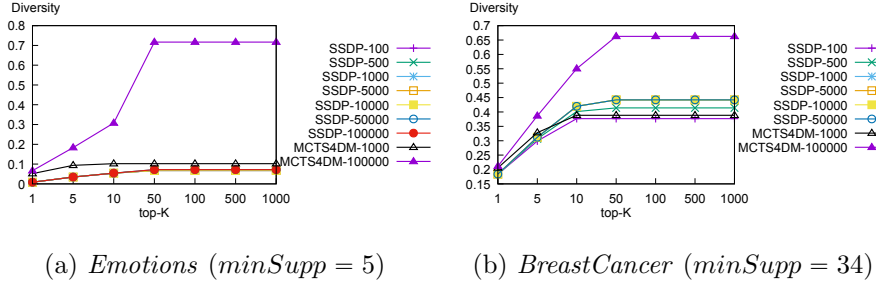 Diversity
0.8
0.7
0.6
0.5
0.4
0.3
0.2
0.1
0
1 5 10 50 100 500 1000
top-K
SSDP-100
SSDP-500
SSDP-1000
SSDP-5000
SSDP-10000
SSDP-50000
SSDP-100000
MCTS4DM-1000
MCTS4DM-100000
(a) Emotions (minSupp = 5)
Diversity
0.7
0.65
0.6
0.55
0.5
0.45
0.4
0.35
0.3
0.25
0.2
0.15
1 5 10 50 100 500 1000
top-K
SSDP-100
SSDP-500
SSDP-1000
SSDP-5000
SSDP-10000
SSDP-50000
MCTS4DM-1000
MCTS4DM-100000
(b) BreastCancer (minSupp = 34)